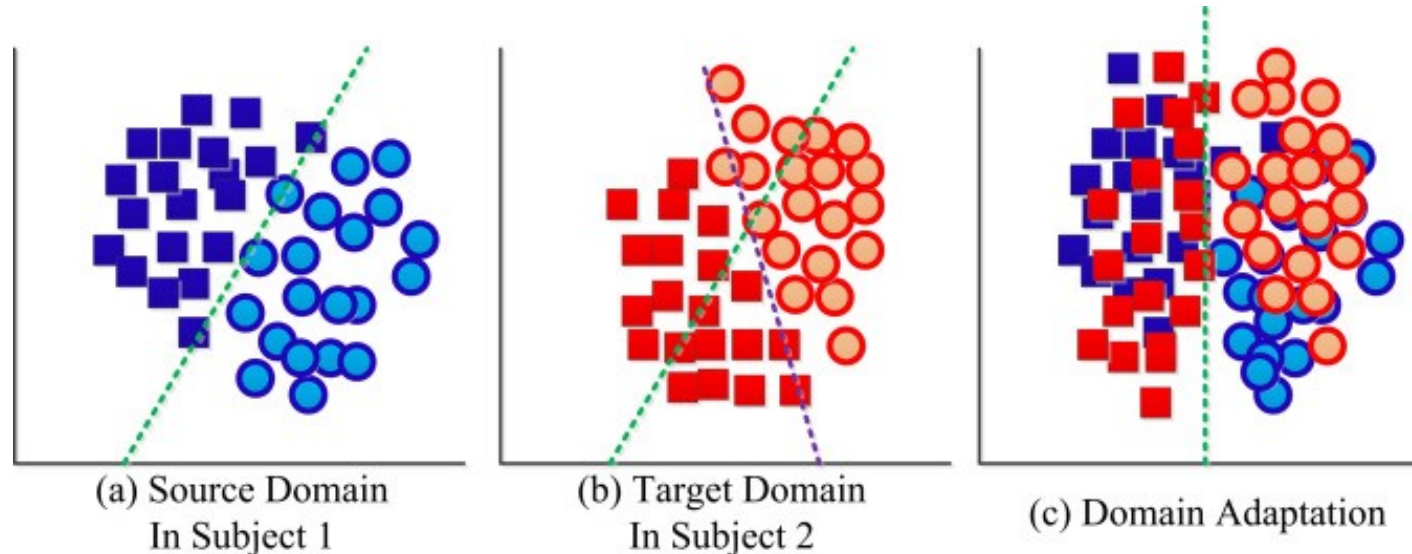 (a) Source Domain
In Subject 1
(b) Target Domain
In Subject 2
(c) Domain Adaptation